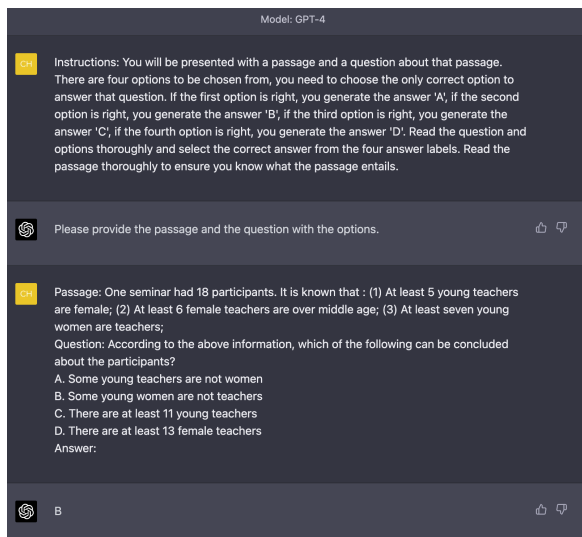 Model: GPT-4
CH
Instructions: You will be presented with a passage and a question about that passage.
There are four options to be chosen from, you need to choose the only correct option to
answer that question. If the first option is right, you generate the answer 'A', if the second
option is right, you generate the answer 'B', if the third option is right, you generate the
answer 'C', if the fourth option is right, you generate the answer 'D'. Read the question and
options thoroughly and select the correct answer from the four answer labels. Read the
passage thoroughly to ensure you know what the passage entails.
Please provide the passage and the question with the options.
CH
Passage: One seminar had 18 participants. It is known that : (1) At least 5 young teachers
are female; (2) At least 6 female teachers are over middle age; (3) At least seven young
women are teachers;
Question: According to the above information, which of the following can be concluded
about the participants?
A. Some young teachers are not women
B. Some young women are not teachers
C. There are at least 11 young teachers
D. There are at least 13 female teachers
Answer:
B